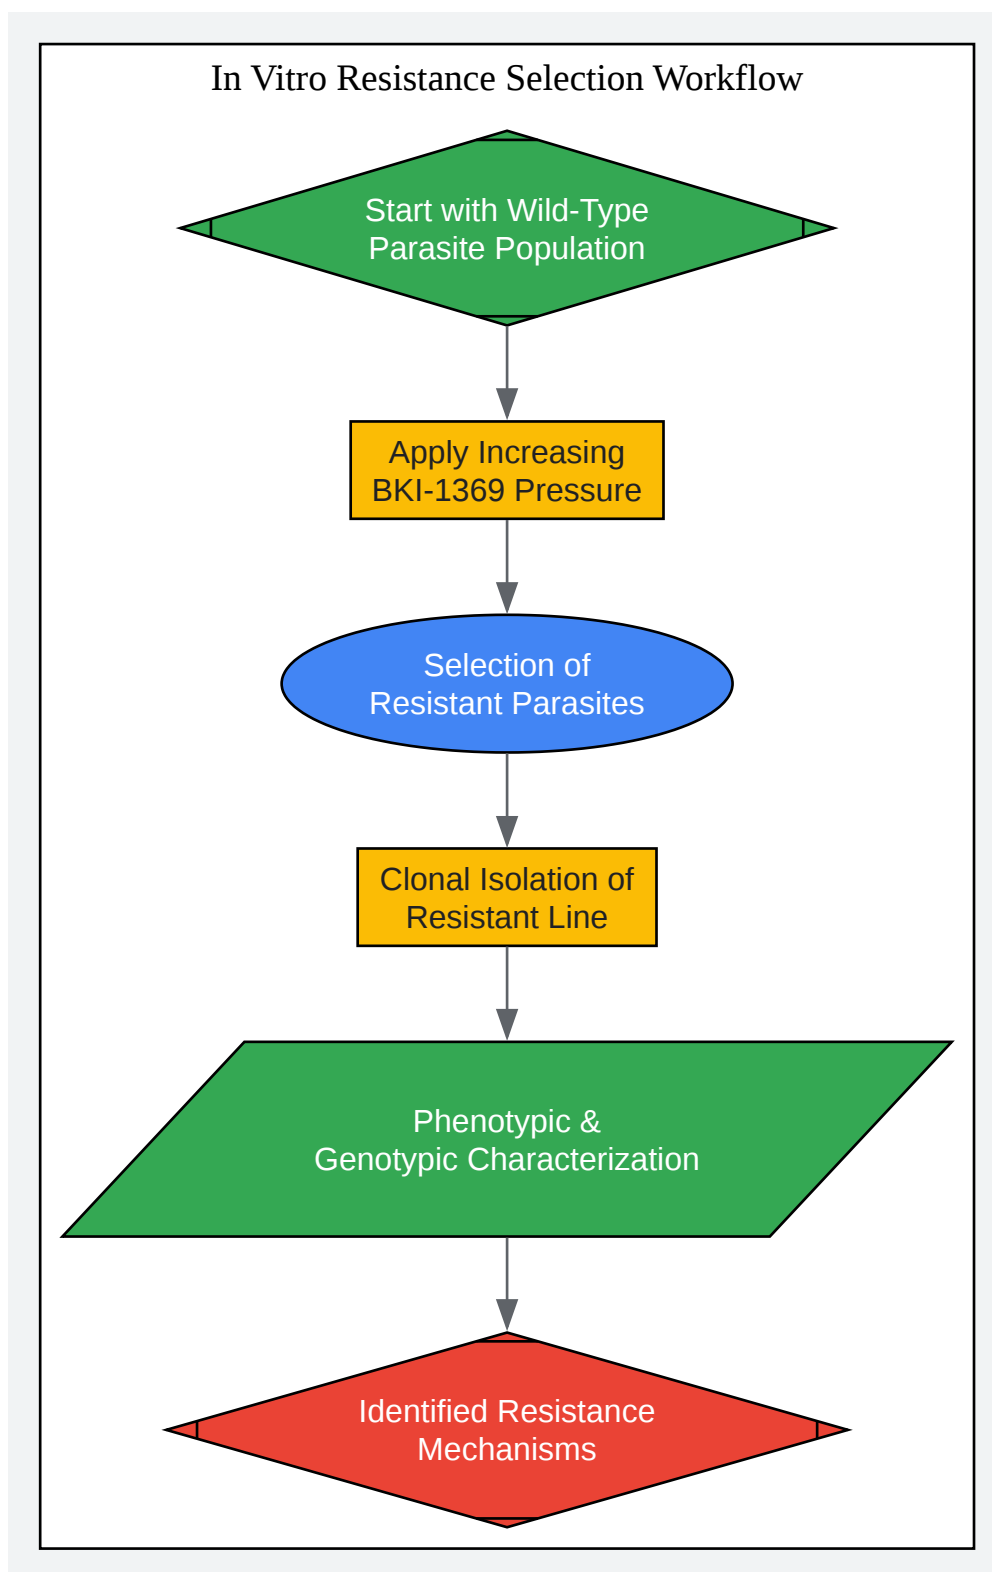 In Vitro Resistance Selection Workflow
Start with Wild-Type
Parasite Population
Apply Increasing
BKI-1369 Pressure
Selection of
Resistant Parasites
Clonal Isolation of
Resistant Line
Phenotypic &
Genotypic Characterization
Identified Resistance
Mechanisms